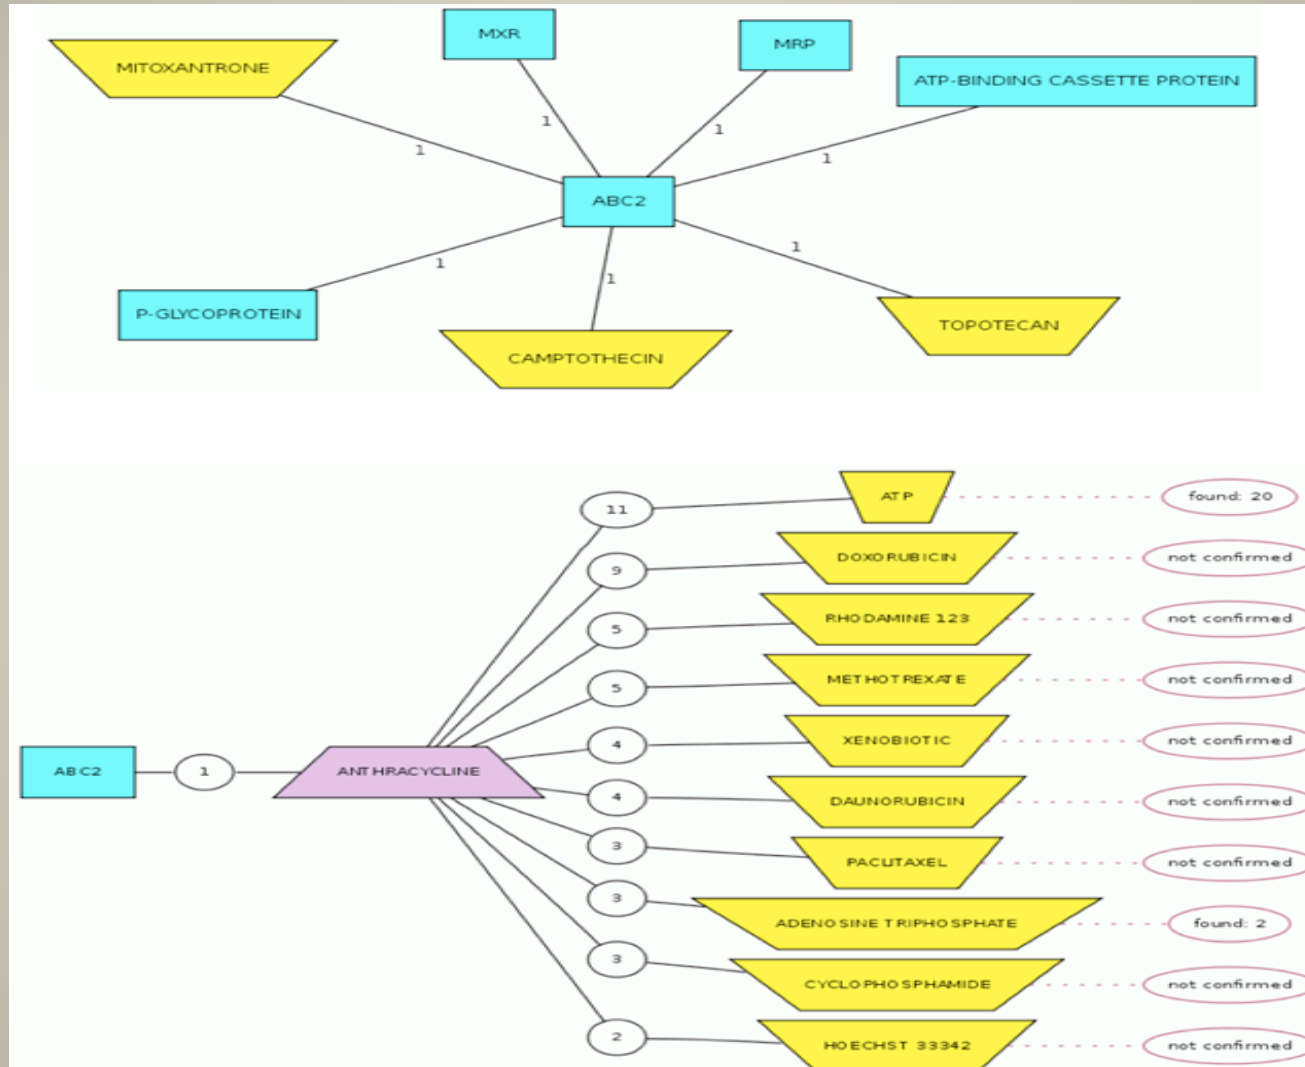 MXR
MRP
MITOXANTRONE
ATP-BINDING CASSETTE PROTEIN
1
1
1
1
ABC2
1
1
1
P-GLYCOPROTEIN
TOPOTECAN
CAMPTOTHECIN
11 ATP found: 20
9 DOXORUBICIN not confirmed
5 RHODAMINE 123 not confirmed
5 METHOTREXATE not confirmed
4 XENOBIOTIC not confirmed
ABC2 1 ANTHRACYCLINE
4 DAUNORUBICIN not confirmed
3 PACLITAXEL not confirmed
3 ADENOSINE TRIPHOSPHATE found: 2
3 CYCLOPHOSPHAMIDE not confirmed
2 HOECHST 33342 not confirmed